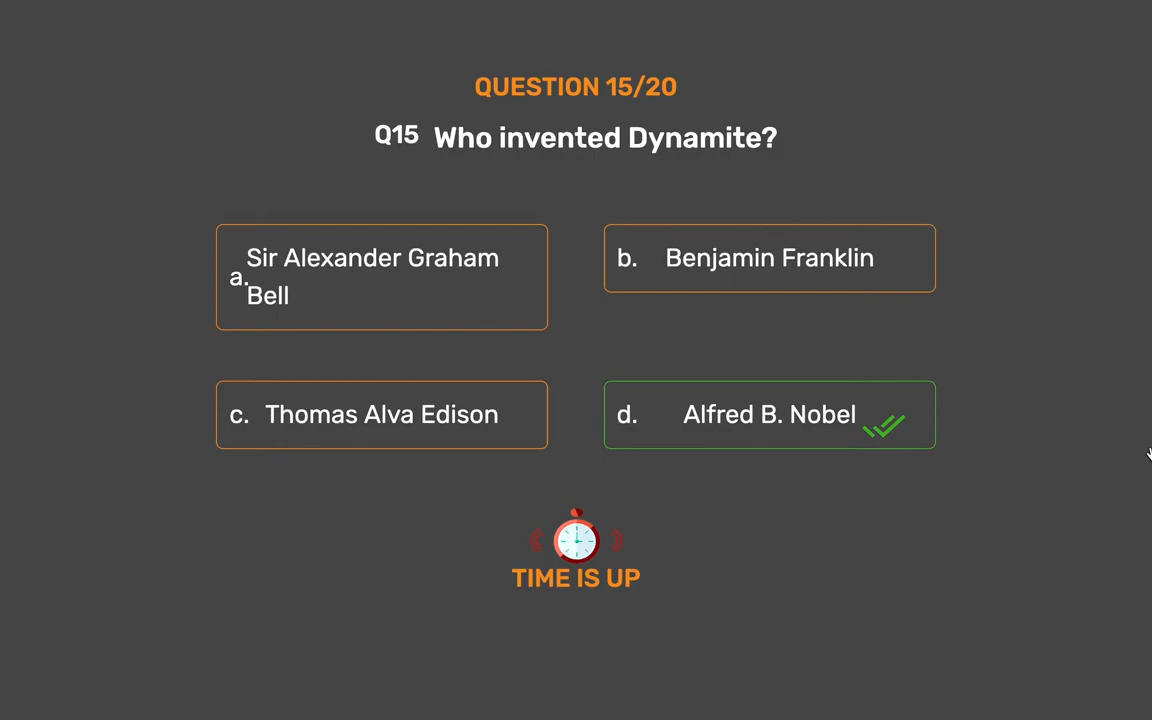 QUESTION 15/20
Q15 Who invented Dynamite?
a. Sir Alexander Graham
Bell
b. Benjamin Franklin
c. Thomas Alva Edison
d. Alfred B. Nobel
TIME IS UP